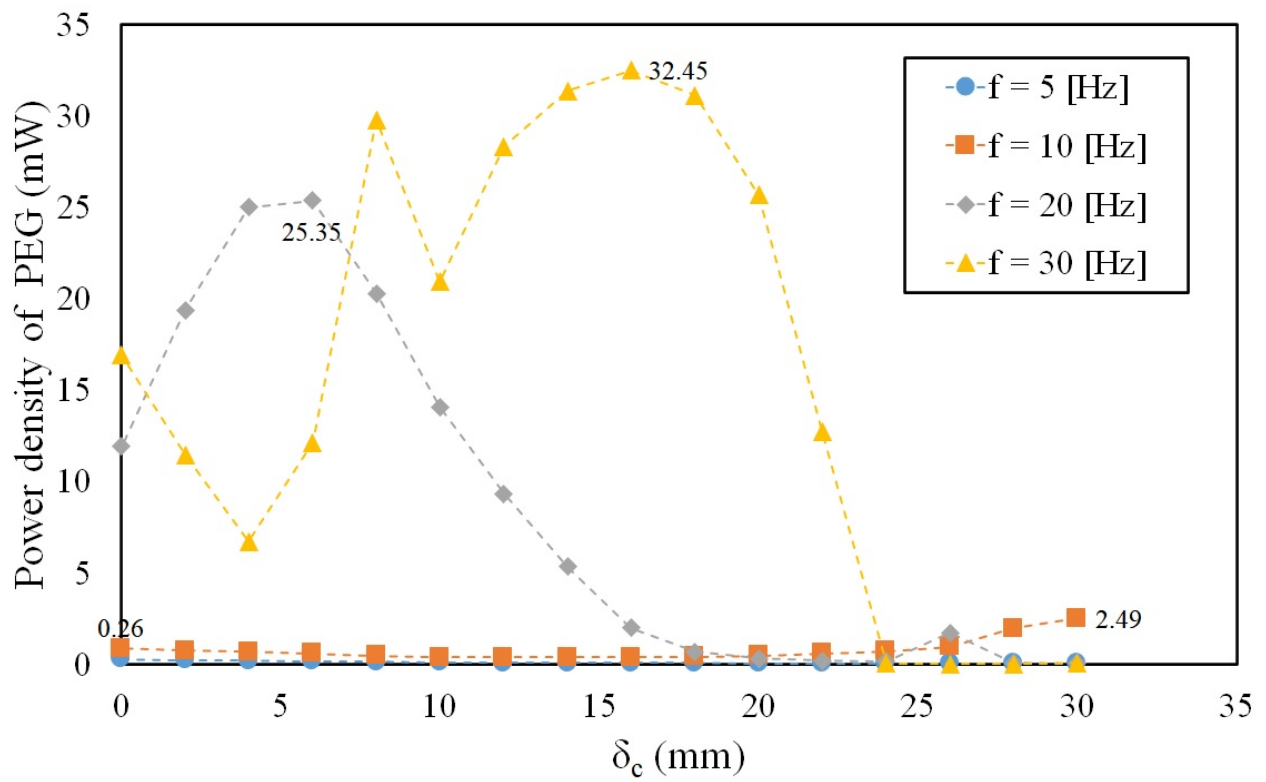 Power density of PEG (mW)
35
30
25
20
15
10
5
0
32.45
25.35
0.26
2.49
f = 5 [Hz]
f = 10 [Hz]
f = 20 [Hz]
f = 30 [Hz]
0 5 10 15 20 25 30 35
δc (mm)